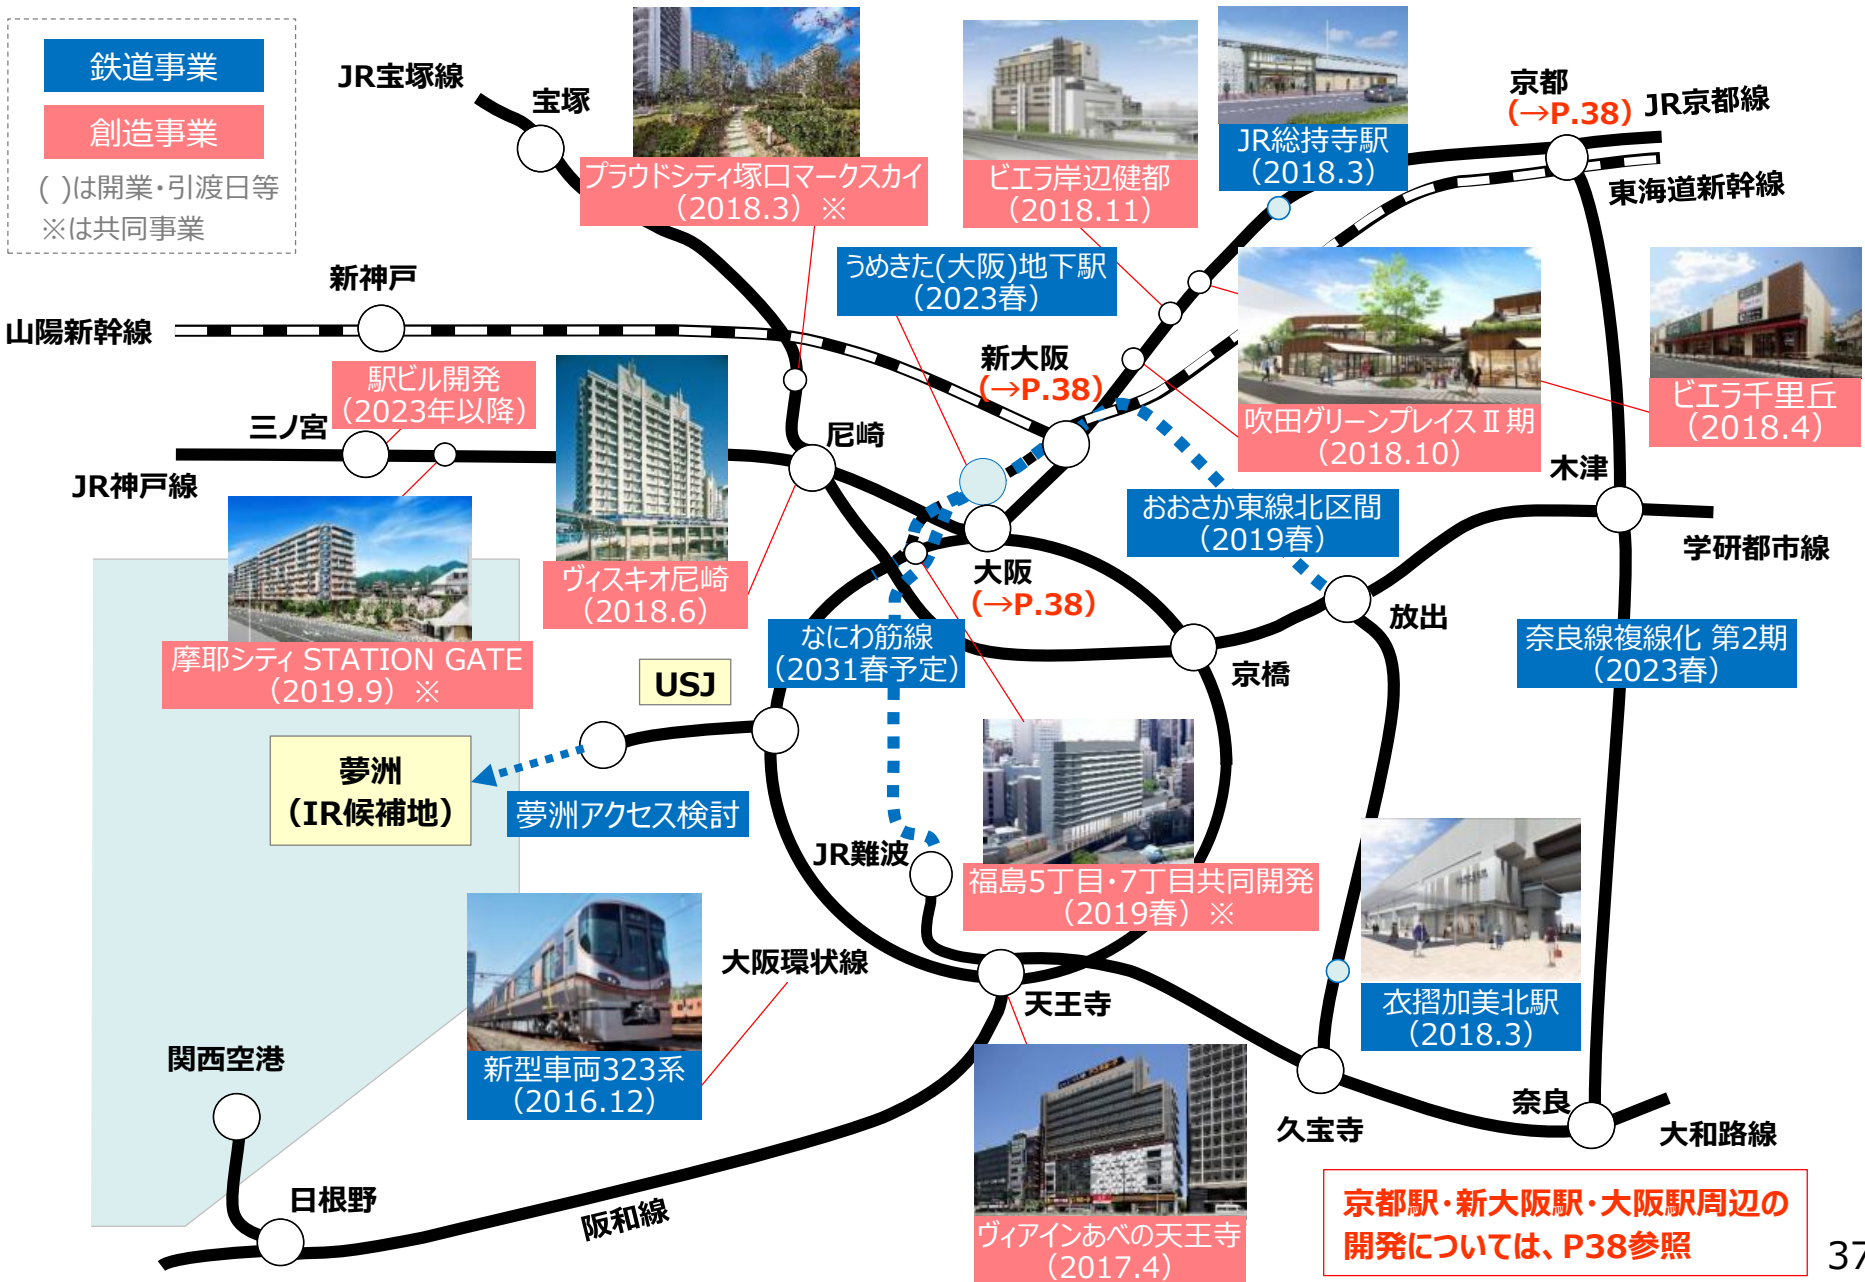 鉄道事業
創造事業
( )は開業・引渡日等
※は共同事業
JR宝塚線
宝塚
プラウドシティ塚口マークスカイ
（2018.3）※
ビエラ岸辺健都
（2018.11）
JR総持寺駅
（2018.3）
京都
（→P.38）
JR京都線
東海道新幹線
うめきた(大阪)地下駅
（2023春）
新神戸
山陽新幹線
新大阪
（→P.38）
吹田グリーンプレイスⅡ期
（2018.10）
ビエラ千里丘
（2018.4）
駅ビル開発
（2023年以降）
三ノ宮
JR神戸線
尼崎
木津
学研都市線
おおさか東線北区間
（2019春）
ヴィスキオ尼崎
（2018.6）
大阪
（→P.38）
放出
摩耶シティ STATION GATE
（2019.9）※
なにわ筋線
（2031春予定）
京橋
奈良線複線化 第2期
（2023春）
USJ
夢洲
（IR候補地）
夢洲アクセス検討
JR難波
福島5丁目・7丁目共同開発
（2019春）※
大阪環状線
天王寺
新型車両323系
（2016.12）
衣摺加美北駅
（2018.3）
関西空港
久宝寺
奈良
大和路線
日根野
阪和線
ヴィアインあべの天王寺
（2017.4）
京都駅・新大阪駅・大阪駅周辺の
開発については、P38参照
37